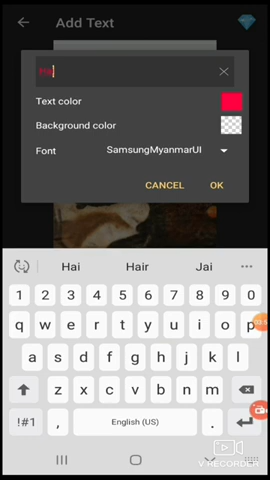 Add Text
Text color
Background color
Font SamsungMyanmarUI
CANCEL OK
Hai Hair Jai
1 2 3 4 5 6 7 8 9 0
q w e r t y u i o p
a s d f g h j k l
z x c v b n m
!#1 , English (US) .
V RECORDER